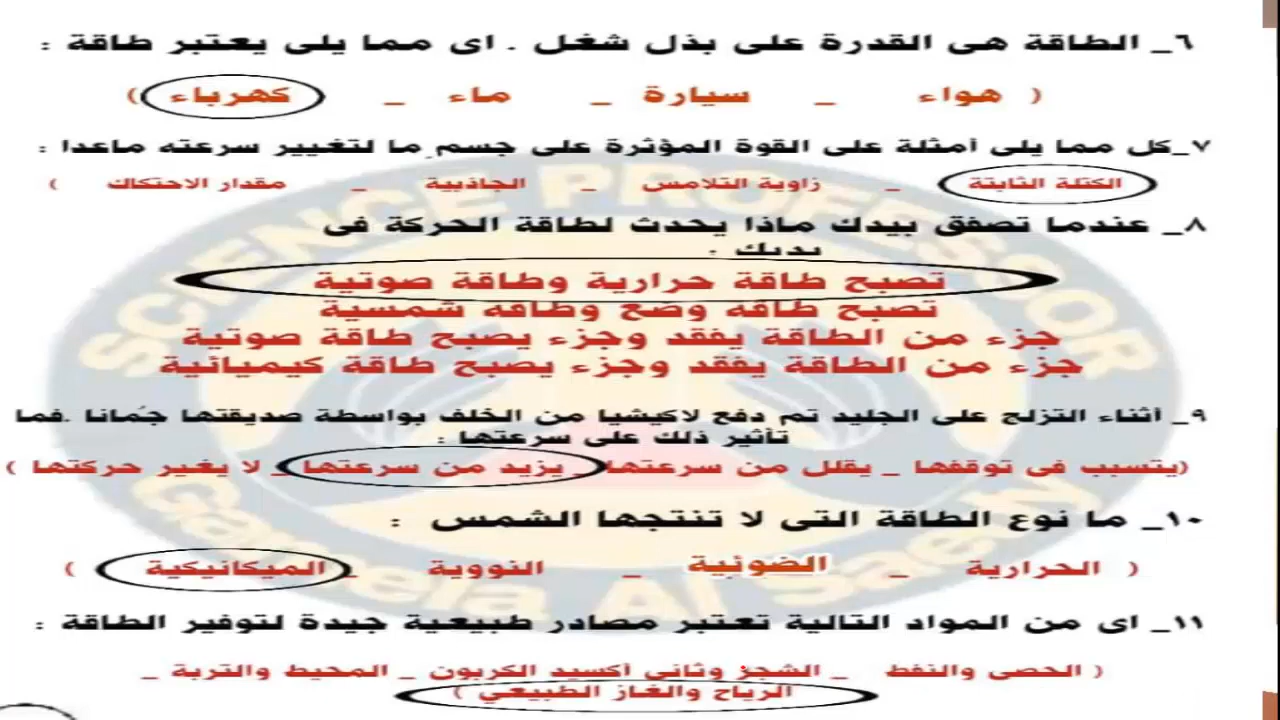 ٦_ الطاقة هى القدرة على بذل شغل . اى مما يلى يعتبر طاقة :
( هواء _ سيارة _ ماء _ كهرباء )
٧_كل مما يلى أمثلة على القوة المؤثرة على جسم ما لتغيير سرعته ماعدا :
الكتلة الثابتة _ زاوية التلامس _ الجاذبية _ مقدار الاحتكاك )
٨_ عندما تصفق بيدك ماذا يحدث لطاقة الحركة فى
يديك :
تصبح طاقة حرارية وطاقة صوتية
تصبح طاقه وضع وطاقه شمسية
جزء من الطاقة يفقد وجزء يصبح طاقة صوتية
جزء من الطاقة يفقد وجزء يصبح طاقة كيميائية
٩_ أثناء التزلج على الجليد تم دفع لاكيشيا من الخلف بواسطة صديقتها جُمانا .فما
تأثير ذلك على سرعتها :
(يتسبب فى توقفها _ يقلل من سرعتها _ يزيد من سرعتها _ لا يغير حركتها )
١٠_ ما نوع الطاقة التى لا تنتجها الشمس :
( الحرارية _ الضوئية _ النووية _ الميكانيكية )
١١_ اى من المواد التالية تعتبر مصادر طبيعية جيدة لتوفير الطاقة :
( الحصى والنفط _ الشجر وثانى أكسيد الكربون _ المحيط والتربة _
الرياح والغاز الطبيعي )
SCIENCE PROFESSOR
Gamela Al Saeny